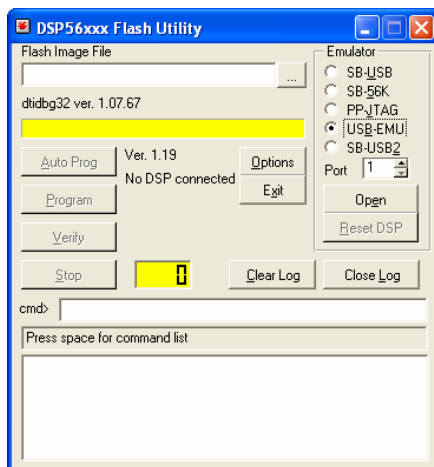 DSP56xxx Flash Utility
Flash Image File
...
dtidbg32 ver. 1.07.67
Auto Prog
Ver. 1.19
No DSP connected
Options
Exit
Program
Verify
Stop
0
Clear Log
Close Log
Emulator
SB-USB
SB-56K
PP-JTAG
USB-EMU
SB-USB2
Port 1
Open
Reset DSP
cmd>
Press space for command list